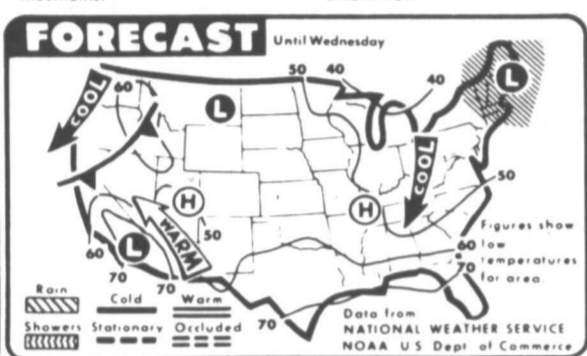 FORECAST
Until Wednesday
50
40
40
60
L
L
COOL
COOL
H
H
50
50
WARM
L
60
70
70
70
60
70
Figures show
low
temperatures
for area.
Rain
Cold
Warm
Showers
Stationary
Occluded
Data from
NATIONAL WEATHER SERVICE
NOAA US Dept. of Commerce